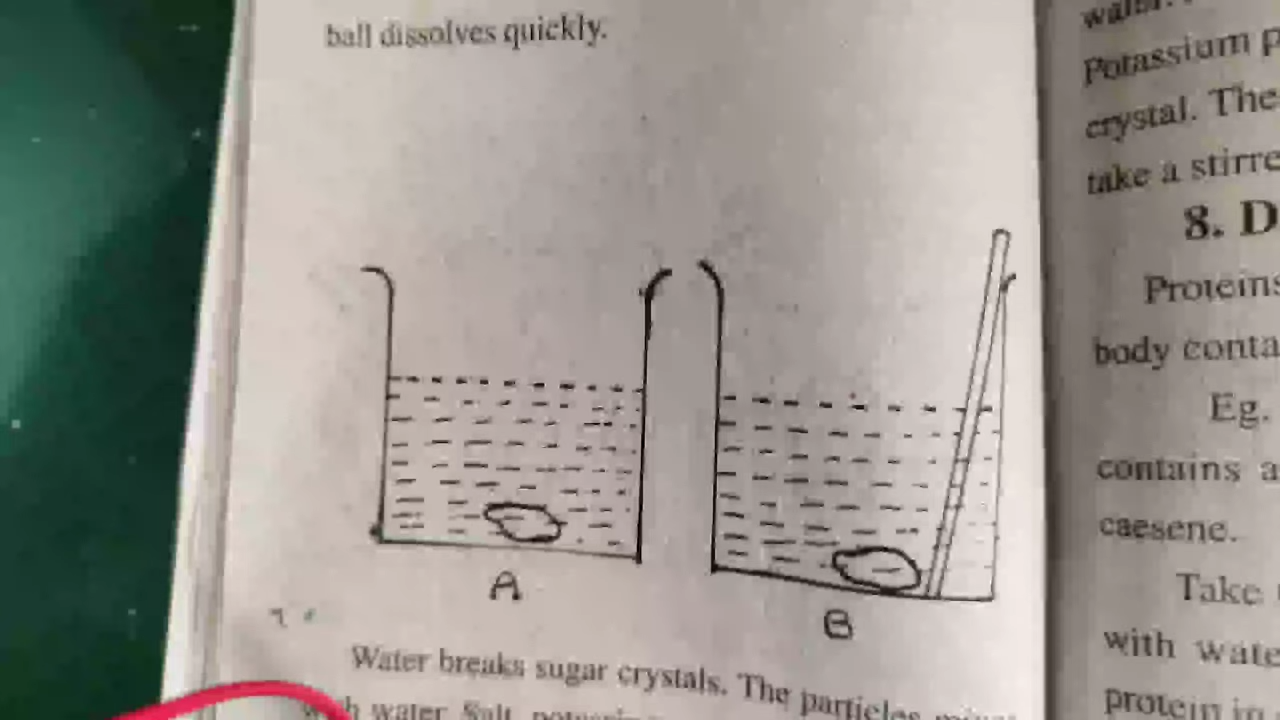 ball dissolves quickly.
A
B
Water breaks sugar crystals. The particles
water. Salt,
water.
Potassium p
crystal. The
take a stirre
8. D
Proteins
body conta
Eg.
contains a
caesene.
Take
with wate
protein in